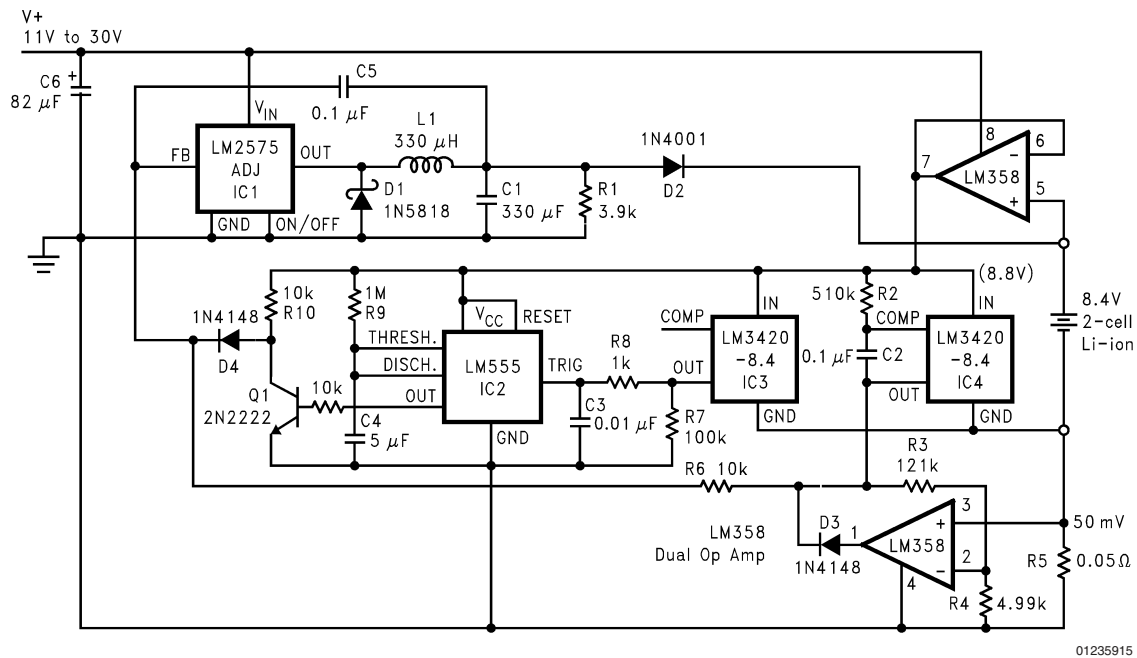 V+
11V to 30V
C6
+
82 µF
C5
0.1 µF
V_IN
L1
330 µH
1N4001
D2
FB
LM2575
ADJ
IC1
OUT
GND
ON/OFF
D1
1N5818
C1
330 µF
R1
3.9k
8
6
7
−
LM358
5
+
(8.8V)
10k
R10
1M
R9
V_CC
RESET
1N4148
D4
THRESH.
DISCH.
OUT
LM555
IC2
TRIG
GND
R8
1k
COMP
IN
LM3420
-8.4
IC3
OUT
GND
510k
R2
COMP
0.1 µF
C2
OUT
IN
LM3420
-8.4
IC4
GND
8.4V
2-cell
Li-ion
Q1
2N2222
10k
C4
5 µF
C3
0.01 µF
R7
100k
R6 10k
R3
121k
LM358
Dual Op Amp
D3
1N4148
1
3
+
LM358
2
−
4
50 mV
R5
0.05Ω
R4
4.99k
01235915